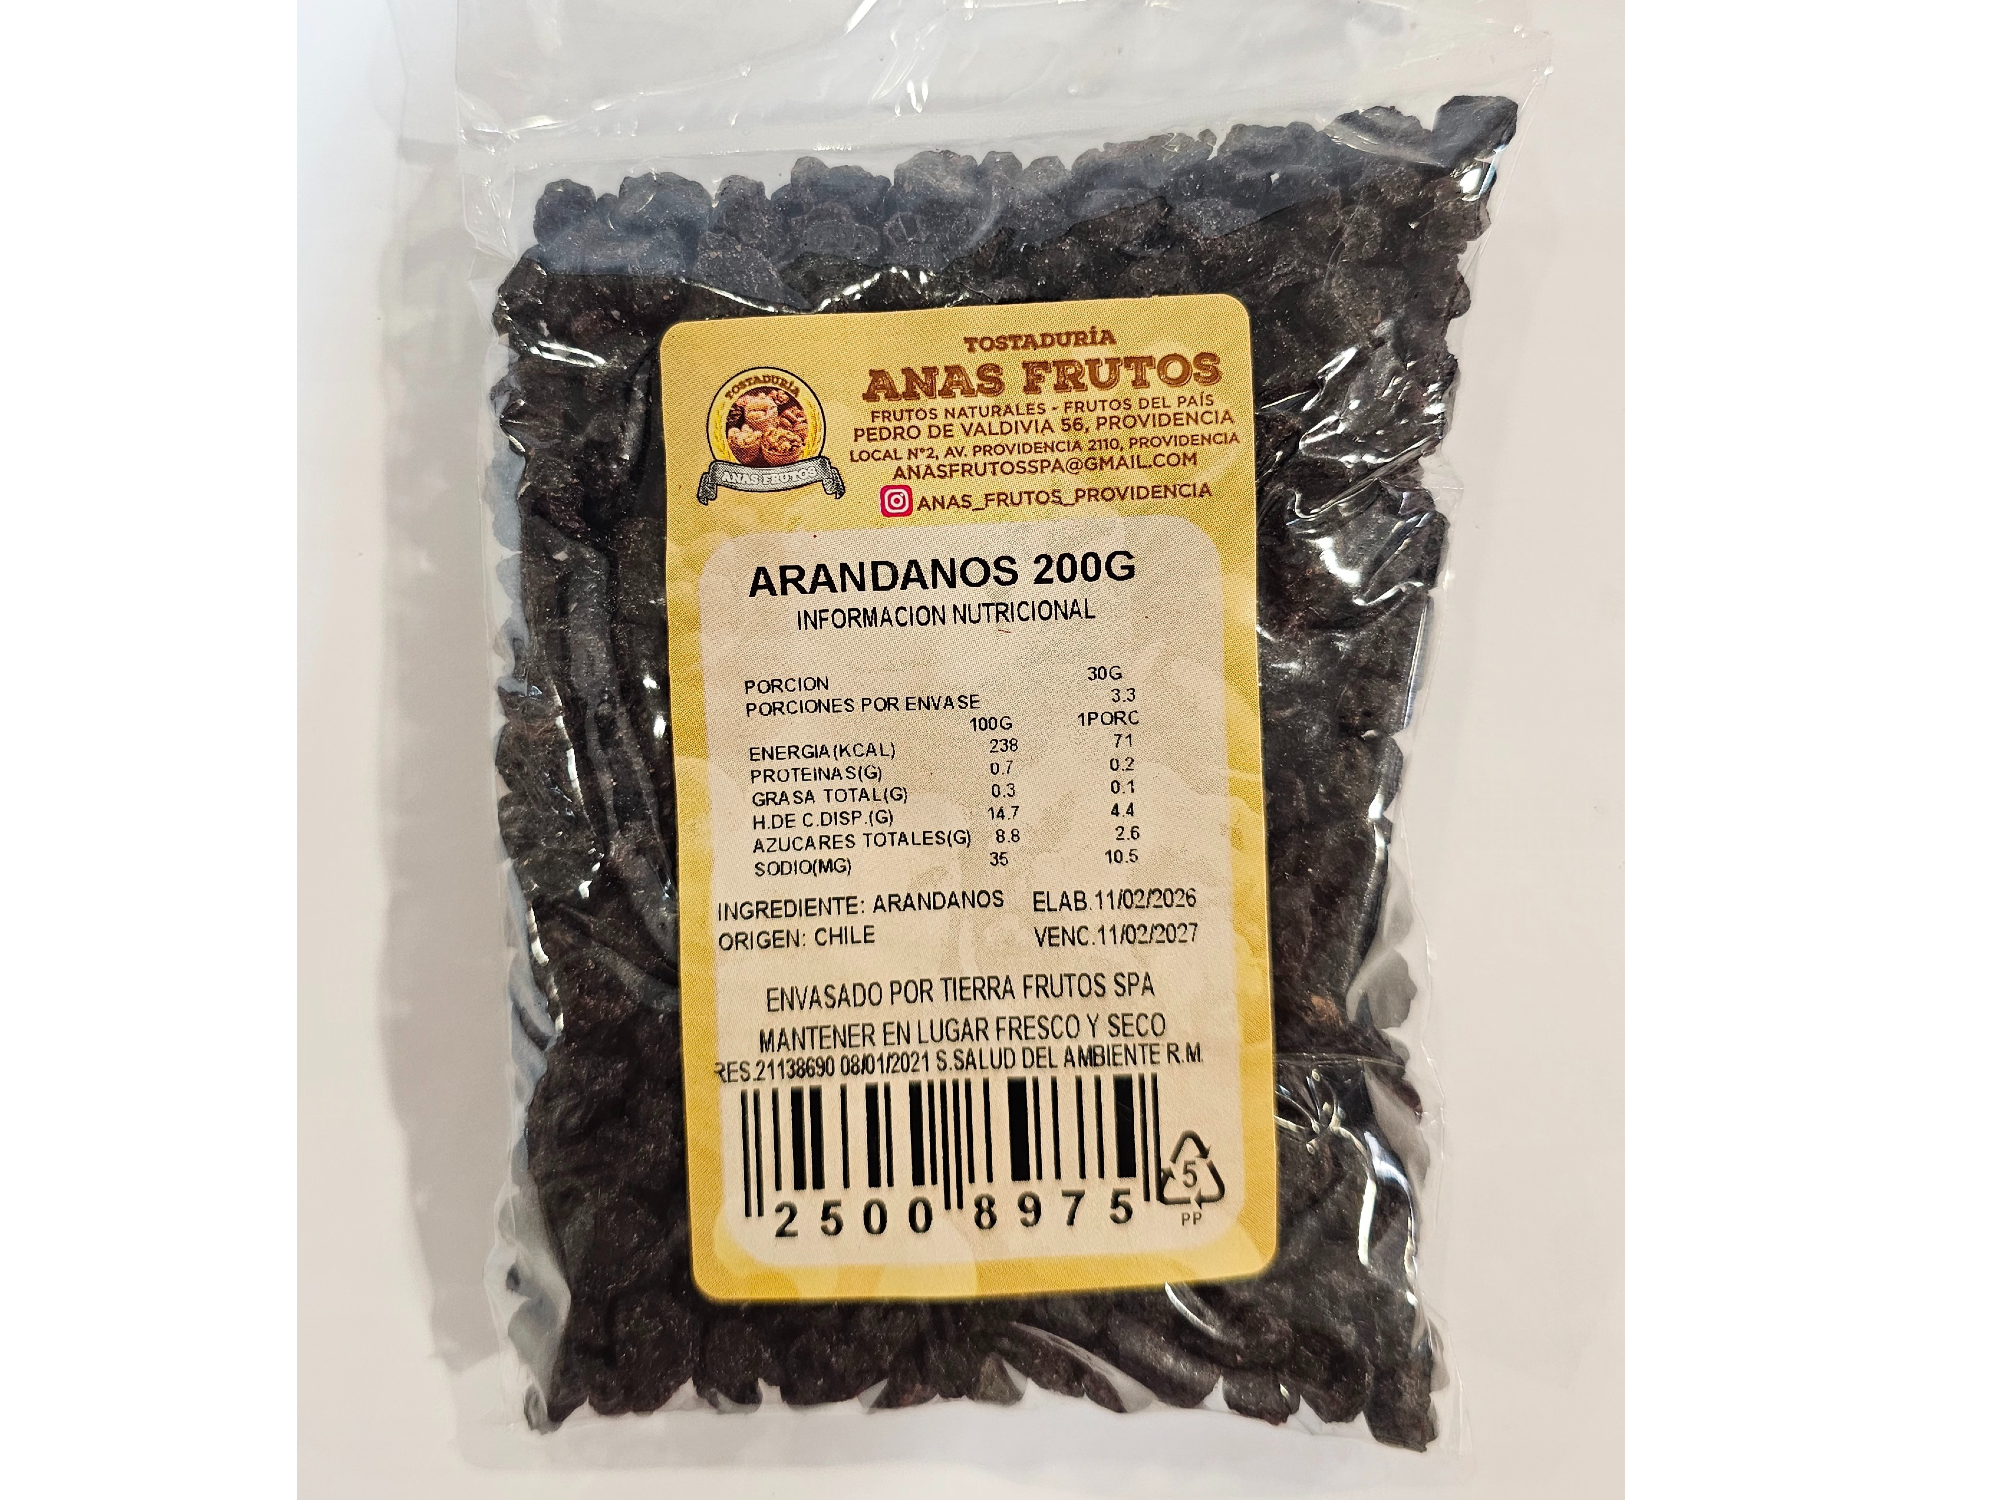 TOSTADURÍA
ANAS FRUTOS
FRUTOS NATURALES - FRUTOS DEL PAÍS
PEDRO DE VALDIVIA 56, PROVIDENCIA
LOCAL N°2, AV. PROVIDENCIA 2110, PROVIDENCIA
ANASFRUTOSSPA@GMAIL.COM
ANAS_FRUTOS_PROVIDENCIA
TOSTADURÍA
ANAS FRUTOS
ARANDANOS 200G
INFORMACION NUTRICIONAL
PORCION 30G
PORCIONES POR ENVASE 3.3
100G 1PORC
ENERGIA(KCAL) 238 71
PROTEINAS(G) 0.7 0.2
GRASA TOTAL(G) 0.3 0.1
H.DE C.DISP.(G) 14.7 4.4
AZUCARES TOTALES(G) 8.8 2.6
SODIO(MG) 35 10.5
INGREDIENTE: ARANDANOS ELAB.11/02/2026
ORIGEN: CHILE VENC.11/02/2027
ENVASADO POR TIERRA FRUTOS SPA
MANTENER EN LUGAR FRESCO Y SECO
RES.21138690 08/01/2021 S.SALUD DEL AMBIENTE R.M.
2500 8975
5
PP